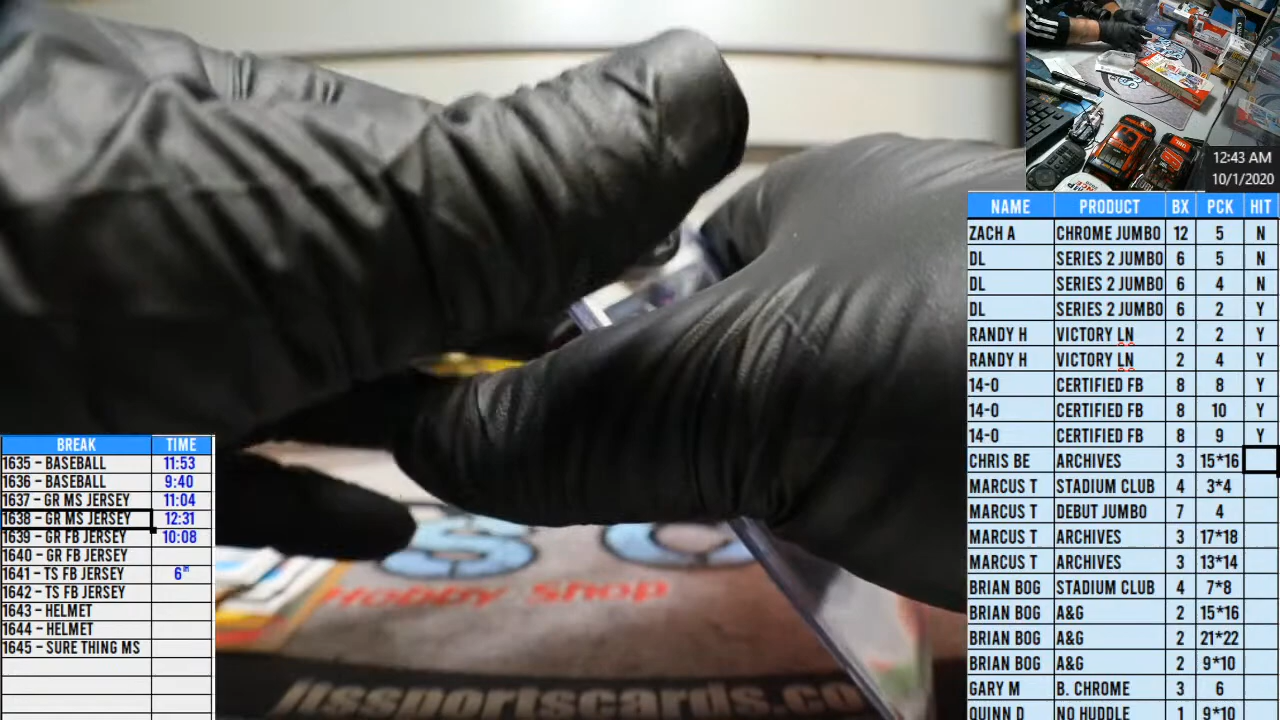 12:43 AM
10/1/2020
NAME PRODUCT BX PCK HIT
ZACH A CHROME JUMBO 12 5 N
DL SERIES 2 JUMBO 6 5 N
DL SERIES 2 JUMBO 6 4 N
DL SERIES 2 JUMBO 6 2 Y
RANDY H VICTORY LN 2 2 Y
RANDY H VICTORY LN 2 4 Y
14-0 CERTIFIED FB 8 8 Y
14-0 CERTIFIED FB 8 10 Y
14-0 CERTIFIED FB 8 9 Y
CHRIS BE ARCHIVES 3 15*16
MARCUS T STADIUM CLUB 4 3*4
MARCUS T DEBUT JUMBO 7 4
MARCUS T ARCHIVES 3 17*18
MARCUS T ARCHIVES 3 13*14
BRIAN BOG STADIUM CLUB 4 7*8
BRIAN BOG A&G 2 15*16
BRIAN BOG A&G 2 21*22
BRIAN BOG A&G 2 9*10
GARY M B. CHROME 3 6
QUINN D NO HUDDLE 1 9*10
BREAK TIME
1635 - BASEBALL 11:53
1636 - BASEBALL 9:40
1637 - GR MS JERSEY 11:04
1638 - GR MS JERSEY 12:31
1639 - GR FB JERSEY 10:08
1640 - GR FB JERSEY
1641 - TS FB JERSEY 6TH
1642 - TS FB JERSEY
1643 - HELMET
1644 - HELMET
1645 - SURE THING MS
S C
Hobby Shop
jtssportscards.co